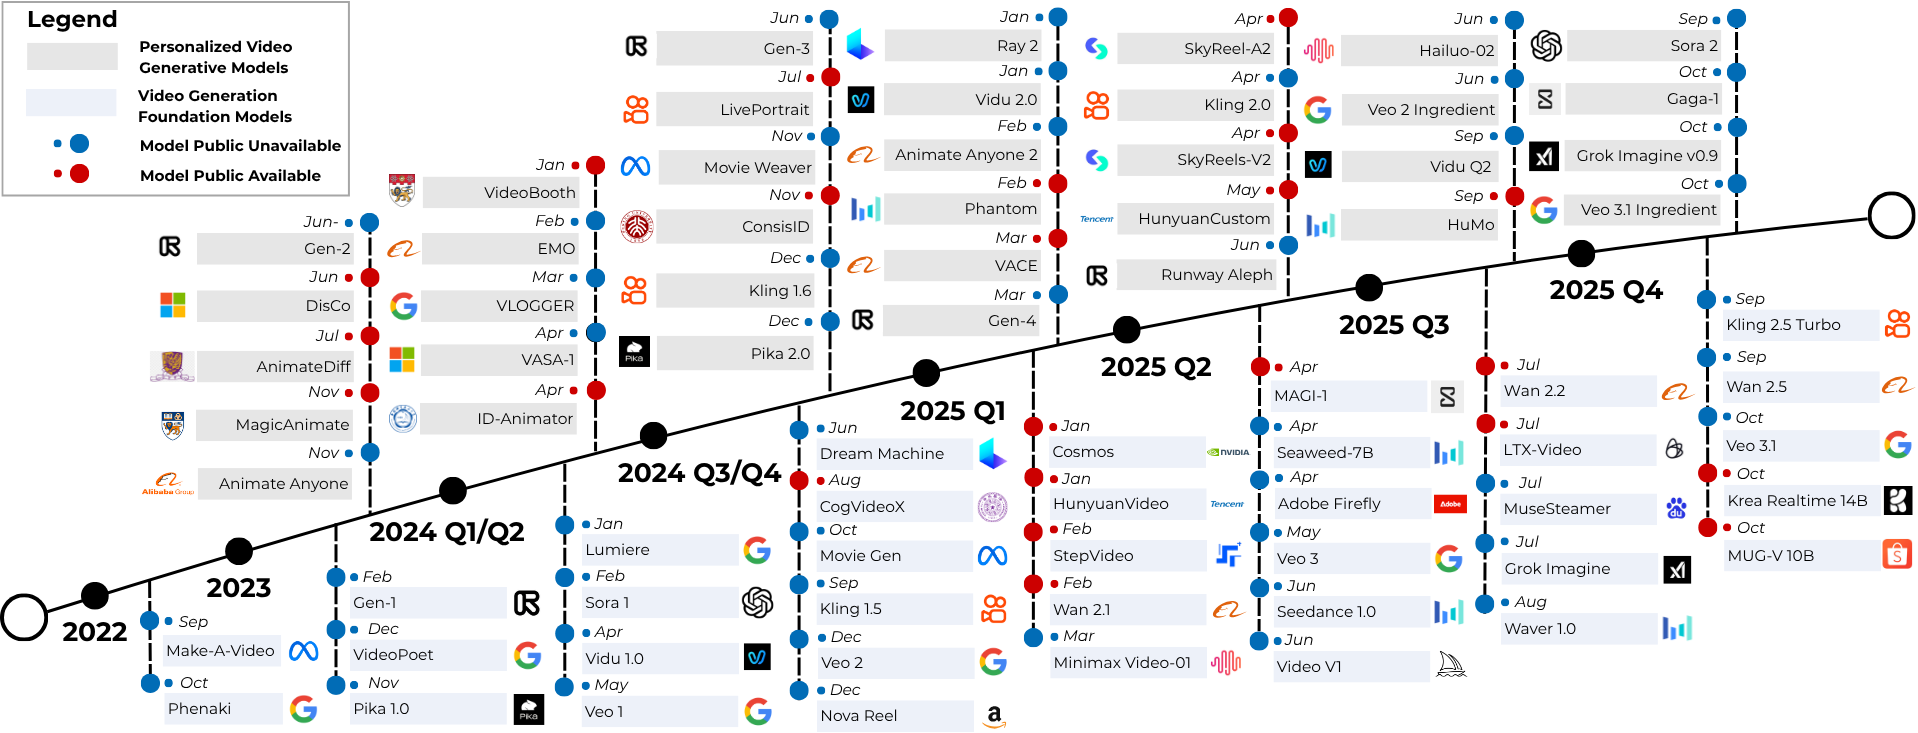 Legend
Personalized Video
Generative Models
Video Generation
Foundation Models
Model Public Unavailable
Model Public Available
Jun-
Gen-2
Jun
DisCo
Jul
AnimateDiff
Nov
MagicAnimate
Nov
Animate Anyone
Alibaba Group
Jan
VideoBooth
Feb
EMO
Mar
VLOGGER
Apr
VASA-1
Apr
ID-Animator
Jun
Gen-3
Jul
LivePortrait
Nov
Movie Weaver
Nov
ConsisID
Dec
Kling 1.6
Dec
Pika 2.0
Pika
Jan
Ray 2
Jan
Vidu 2.0
Feb
Animate Anyone 2
Feb
Phantom
Mar
VACE
Mar
Gen-4
Apr
SkyReel-A2
Apr
Kling 2.0
Apr
SkyReels-V2
May
HunyuanCustom
Tencent
Jun
Runway Aleph
Jun
Hailuo-02
Jun
Veo 2 Ingredient
Sep
Vidu Q2
Sep
HuMo
Sep
Sora 2
Oct
Gaga-1
Oct
Grok Imagine v0.9
Oct
Veo 3.1 Ingredient
2022
2023
2024 Q1/Q2
2024 Q3/Q4
2025 Q1
2025 Q2
2025 Q3
2025 Q4
Sep
Make-A-Video
Oct
Phenaki
Feb
Gen-1
Dec
VideoPoet
Nov
Pika 1.0
Pika
Jan
Lumiere
Feb
Sora 1
Apr
Vidu 1.0
May
Veo 1
Jun
Dream Machine
Aug
CogVideoX
Oct
Movie Gen
Sep
Kling 1.5
Dec
Veo 2
Dec
Nova Reel
Jan
Cosmos
NVIDIA
Jan
HunyuanVideo
Tencent
Feb
StepVideo
Feb
Wan 2.1
Mar
Minimax Video-01
Apr
MAGI-1
Apr
Seaweed-7B
Apr
Adobe Firefly
Adobe
May
Veo 3
Jun
Seedance 1.0
Jun
Video V1
Jul
Wan 2.2
Jul
LTX-Video
Jul
MuseSteamer
du
Jul
Grok Imagine
Aug
Waver 1.0
Sep
Kling 2.5 Turbo
Sep
Wan 2.5
Oct
Veo 3.1
Oct
Krea Realtime 14B
Oct
MUG-V 10B